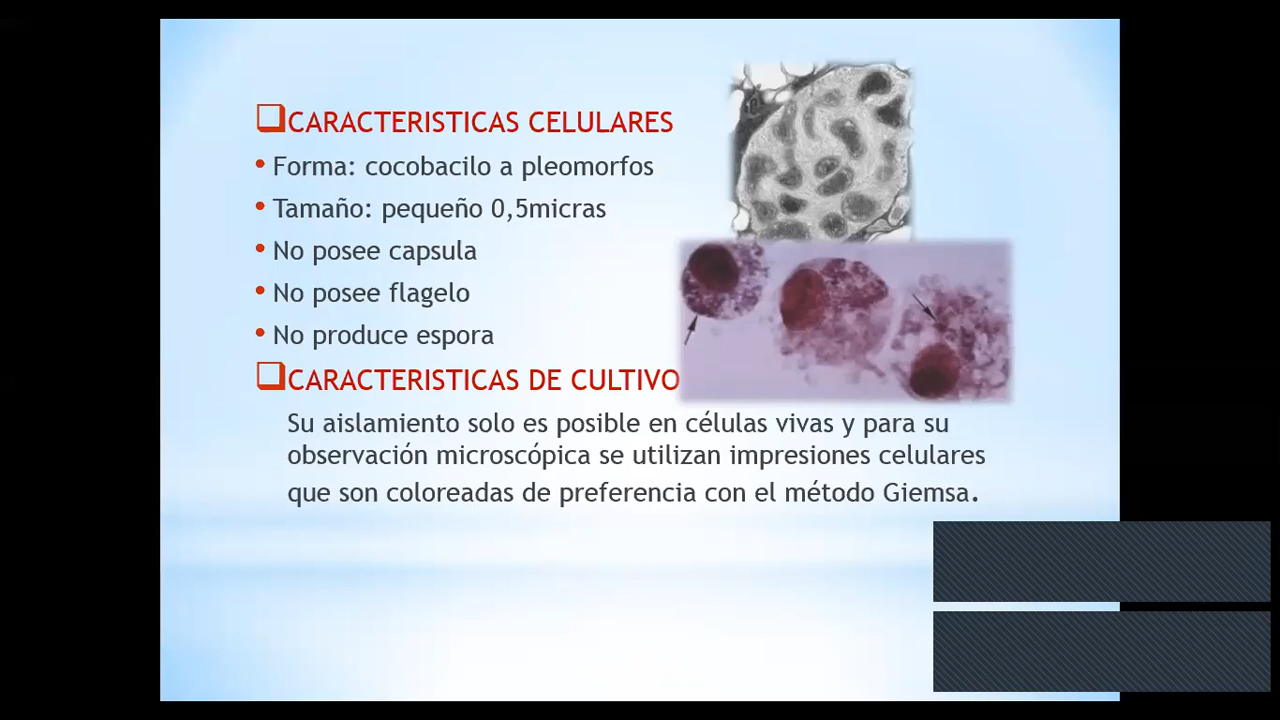 CARACTERISTICAS CELULARES
• Forma: cocobacilo a pleomorfos
• Tamaño: pequeño 0,5micras
• No posee capsula
• No posee flagelo
• No produce espora
CARACTERISTICAS DE CULTIVO
Su aislamiento solo es posible en células vivas y para su
observación microscópica se utilizan impresiones celulares
que son coloreadas de preferencia con el método Giemsa.